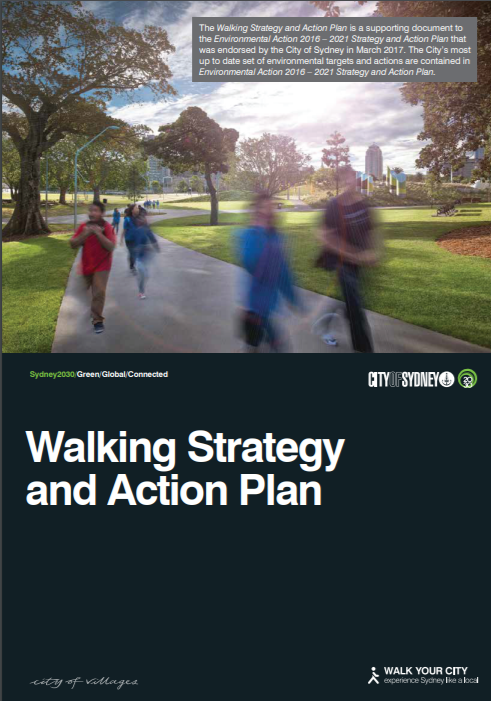 The Walking Strategy and Action Plan is a supporting document to
the Environmental Action 2016 – 2021 Strategy and Action Plan that
was endorsed by the City of Sydney in March 2017. The City's most
up to date set of environmental targets and actions are contained in
Environmental Action 2016 – 2021 Strategy and Action Plan.
Sydney2030/Green/Global/Connected
CITYOFSYDNEY
2030
Walking Strategy
and Action Plan
city of villages
WALK YOUR CITY
experience Sydney like a local